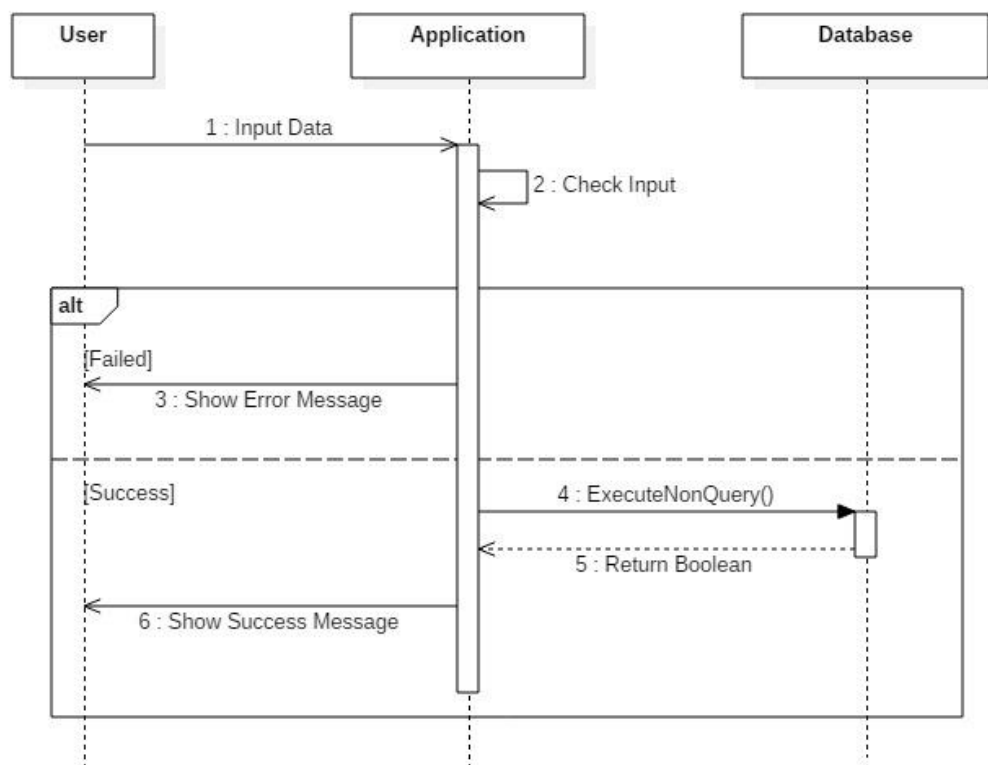 User
Application
Database
1 : Input Data
2 : Check Input
alt
[Failed]
3 : Show Error Message
[Success]
4 : ExecuteNonQuery()
5 : Return Boolean
6 : Show Success Message